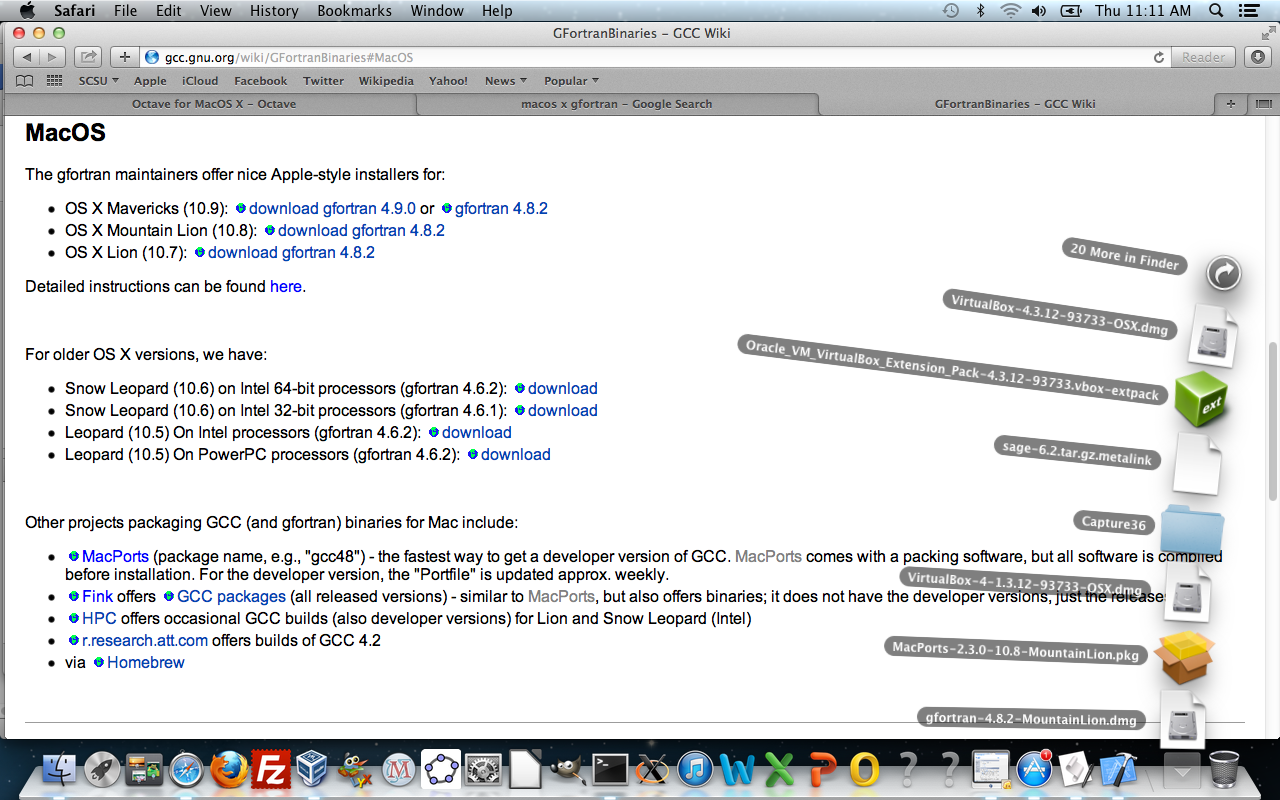 Safari File Edit View History Bookmarks Window Help Thu 11:11 AM
GFortranBinaries – GCC Wiki
gcc.gnu.org/wiki/GFortranBinaries#MacOS Reader
SCSU Apple iCloud Facebook Twitter Wikipedia Yahoo! News Popular
Octave for MacOS X – Octave macos x gfortran – Google Search GFortranBinaries – GCC Wiki
MacOS
The gfortran maintainers offer nice Apple-style installers for:
OS X Mavericks (10.9): download gfortran 4.9.0 or gfortran 4.8.2
OS X Mountain Lion (10.8): download gfortran 4.8.2
OS X Lion (10.7): download gfortran 4.8.2
Detailed instructions can be found here.
For older OS X versions, we have:
Snow Leopard (10.6) on Intel 64-bit processors (gfortran 4.6.2): download
Snow Leopard (10.6) on Intel 32-bit processors (gfortran 4.6.1): download
Leopard (10.5) On Intel processors (gfortran 4.6.2): download
Leopard (10.5) On PowerPC processors (gfortran 4.6.2): download
Other projects packaging GCC (and gfortran) binaries for Mac include:
MacPorts (package name, e.g., "gcc48") - the fastest way to get a developer version of GCC. MacPorts comes with a packing software, but all software is compiled
before installation. For the developer version, the "Portfile" is updated approx. weekly.
Fink offers GCC packages (all released versions) - similar to MacPorts, but also offers binaries; it does not have the developer versions, just the release
HPC offers occasional GCC builds (also developer versions) for Lion and Snow Leopard (Intel)
r.research.att.com offers builds of GCC 4.2
via Homebrew
20 More in Finder
VirtualBox-4.3.12-93733-OSX.dmg
Oracle_VM_VirtualBox_Extension_Pack-4.3.12-93733.vbox-extpack
ext
sage-6.2.tar.gz.metalink
Capture36
VirtualBox-4-1.3.12-93733-OSX.dmg
MacPorts-2.3.0-10.8-MountainLion.pkg
gfortran-4.8.2-MountainLion.dmg
Fz M X W X P O ? ? 1